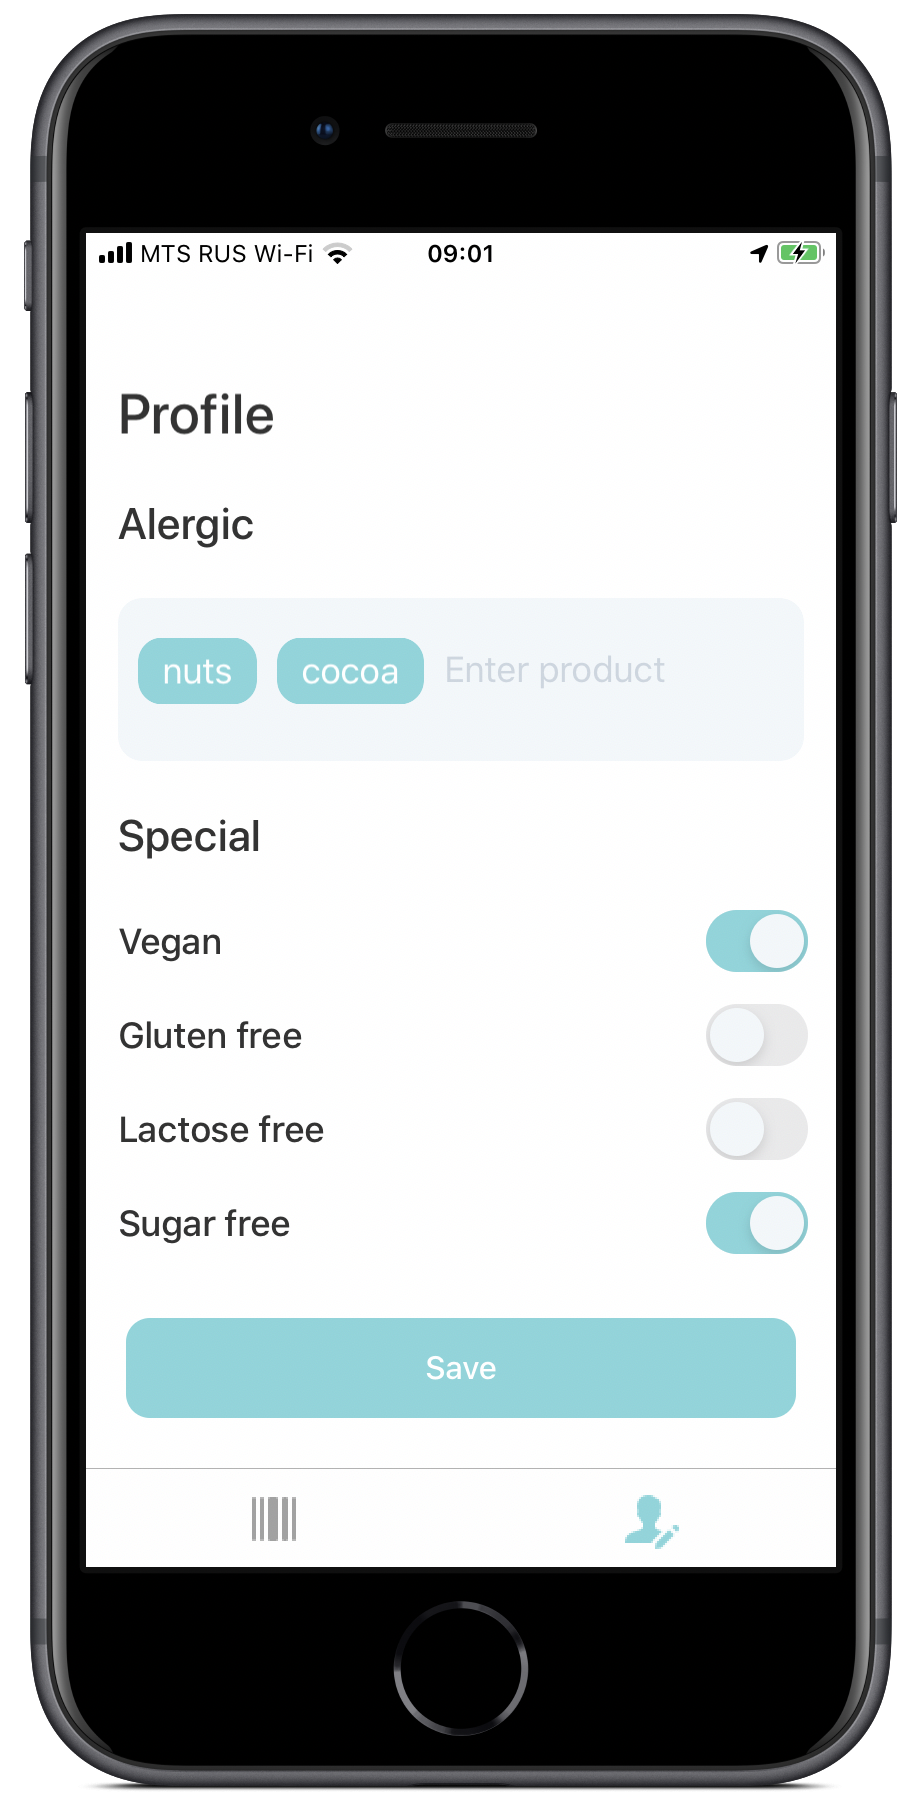 MTS RUS Wi-Fi 09:01
Profile
Alergic
nuts cocoa Enter product
Special
Vegan
Gluten free
Lactose free
Sugar free
Save